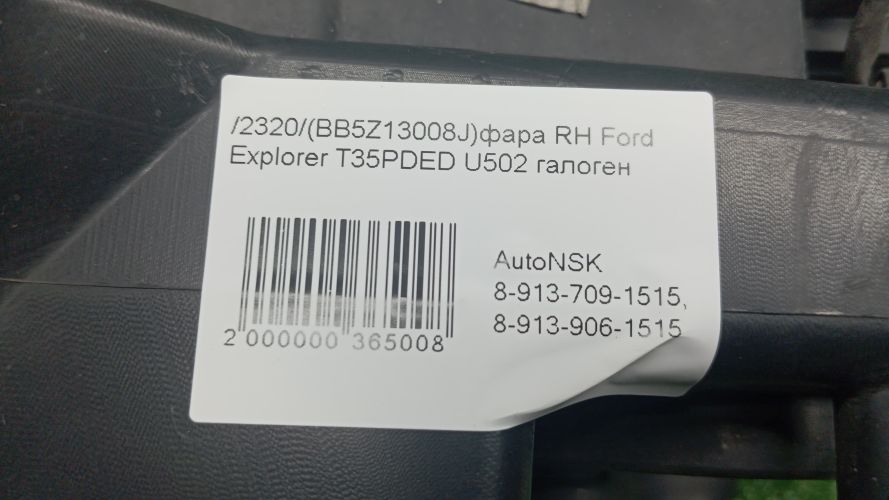 /2320/(BB5Z13008J)фара RH Ford
Explorer T35PDED U502 галоген
AutoNSK
8-913-709-1515,
8-913-906-1515
2 000000 365008